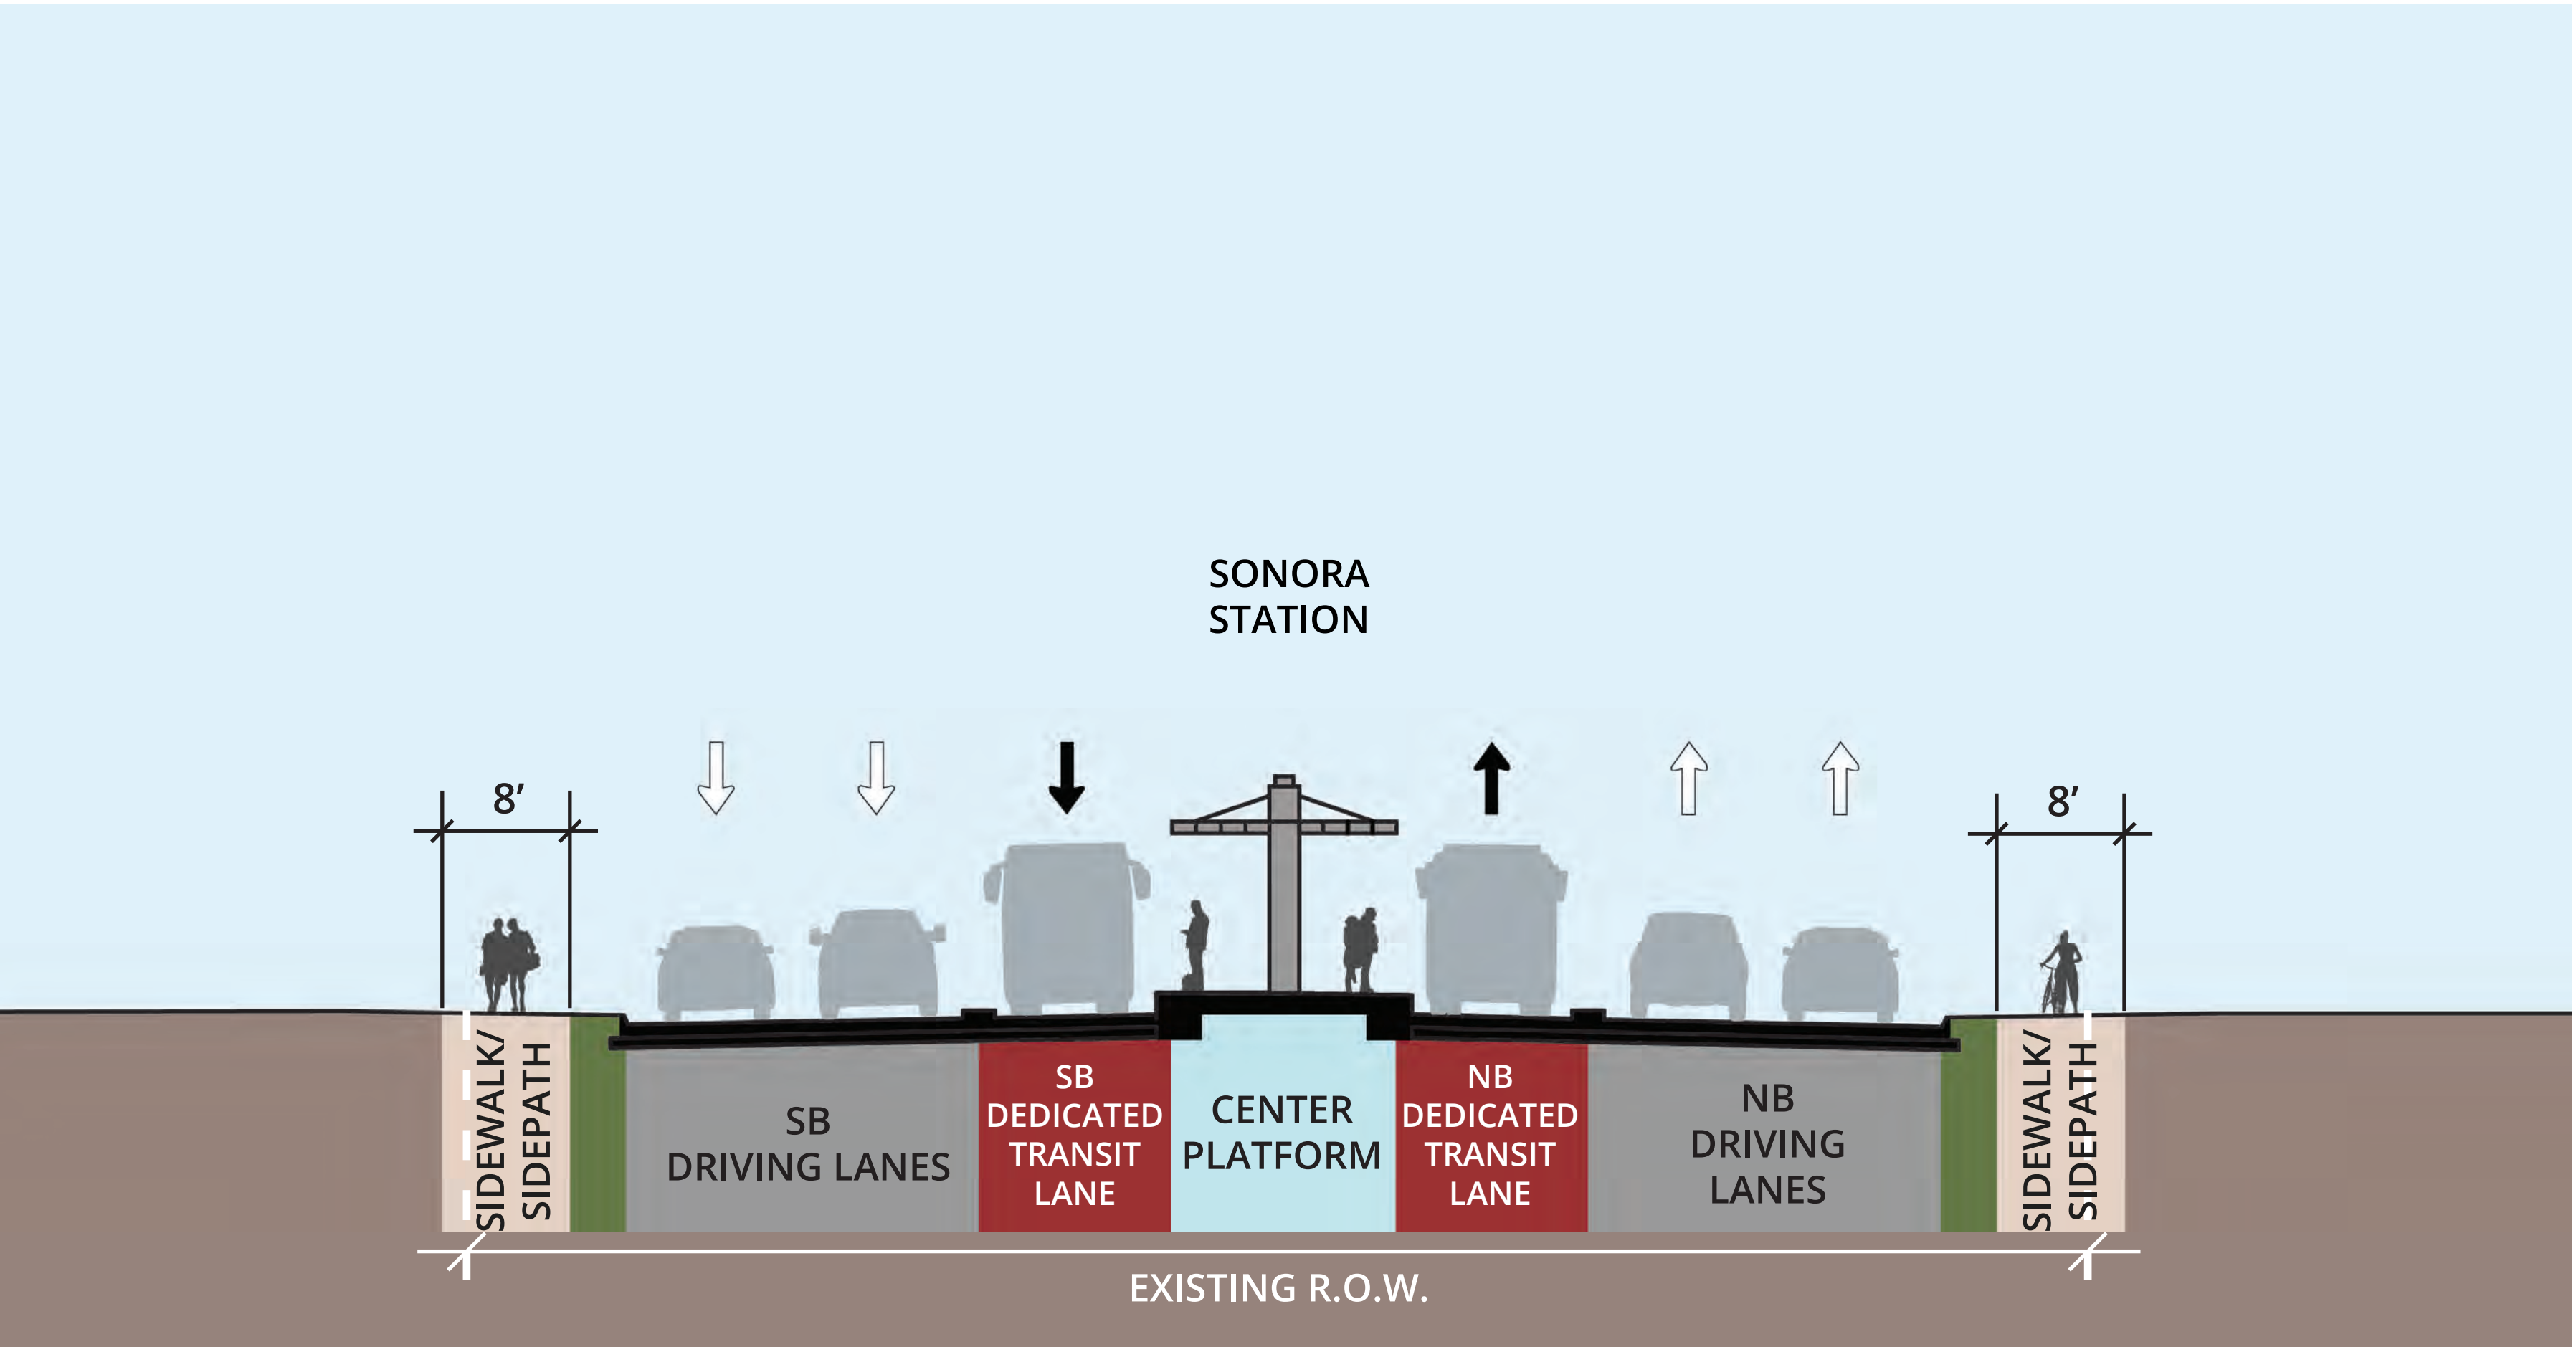 SONORA
STATION
8’
8’
SIDEWALK/
SIDEPATH
SB
DRIVING LANES
SB
DEDICATED
TRANSIT
LANE
CENTER
PLATFORM
NB
DEDICATED
TRANSIT
LANE
NB
DRIVING
LANES
SIDEWALK/
SIDEPATH
EXISTING R.O.W.